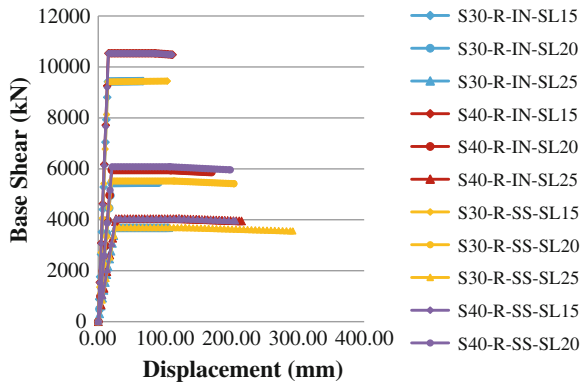 12000
10000
8000
6000
4000
2000
0
0.00 100.00 200.00 300.00 400.00
Base Shear (kN)
Displacement (mm)
S30-R-IN-SL15
S30-R-IN-SL20
S30-R-IN-SL25
S40-R-IN-SL15
S40-R-IN-SL20
S40-R-IN-SL25
S30-R-SS-SL15
S30-R-SS-SL20
S30-R-SS-SL25
S40-R-SS-SL15
S40-R-SS-SL20